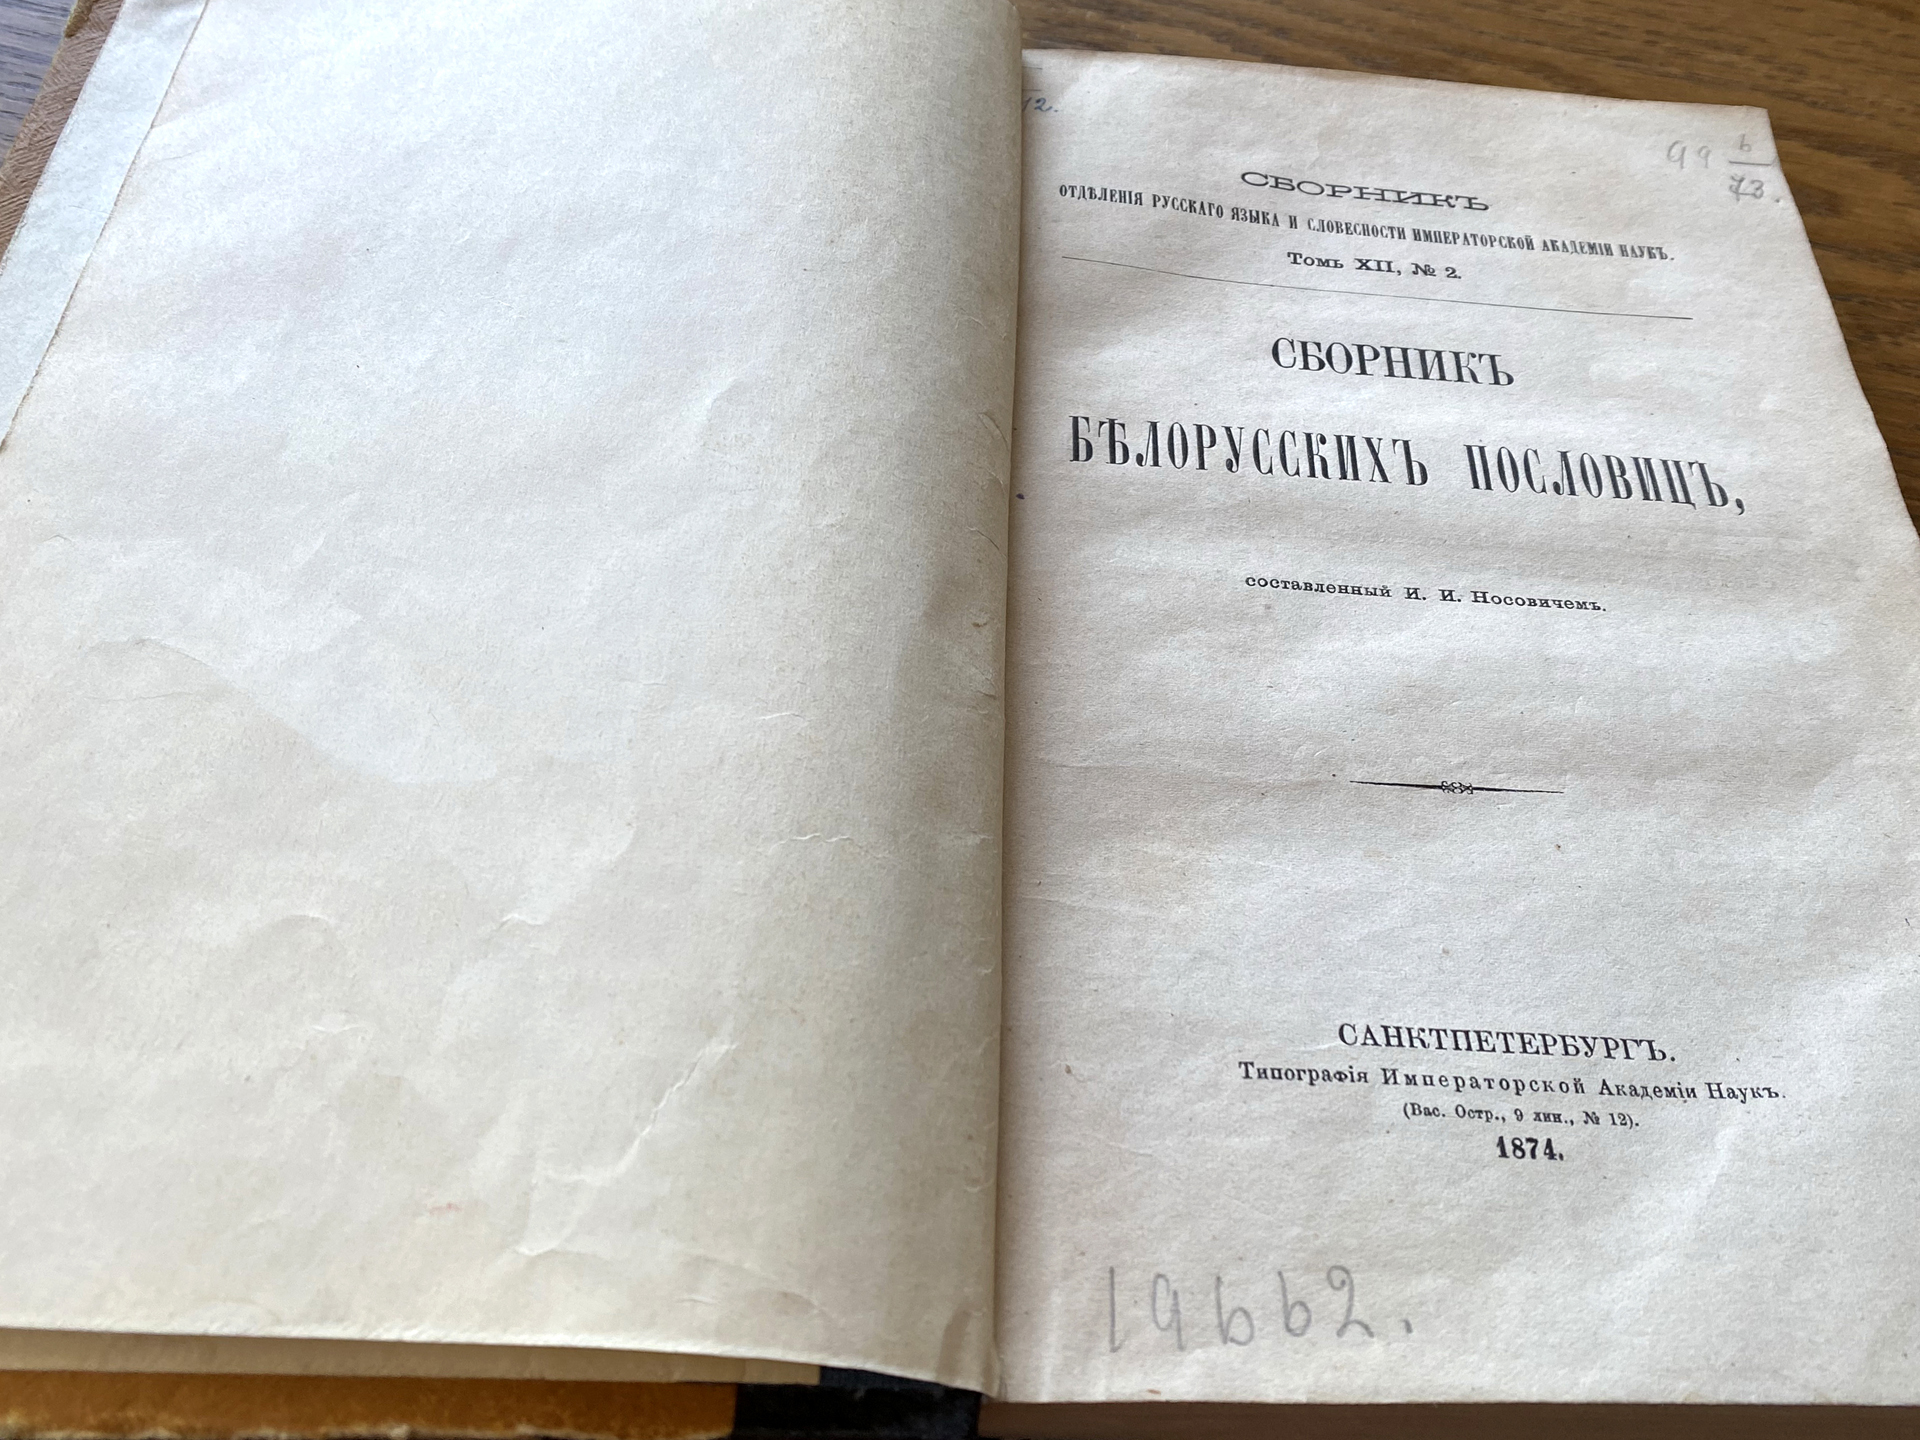 12.
99 b
73.
СБОРНИКЪ
ОТДѢЛЕНІЯ РУССКАГО ЯЗЫКА И СЛОВЕСНОСТИ ИМПЕРАТОРСКОЙ АКАДЕМІИ НАУКЪ.
Томъ XII, № 2.
СБОРНИКЪ
БѢЛОРУССКИХЪ ПОСЛОВИЦЪ,
составленный И. И. Носовичемъ.
САНКТПЕТЕРБУРГЪ.
Типографія Императорской Академіи Наукъ.
(Вас. Остр., 9 лин., № 12).
1874.
19662.